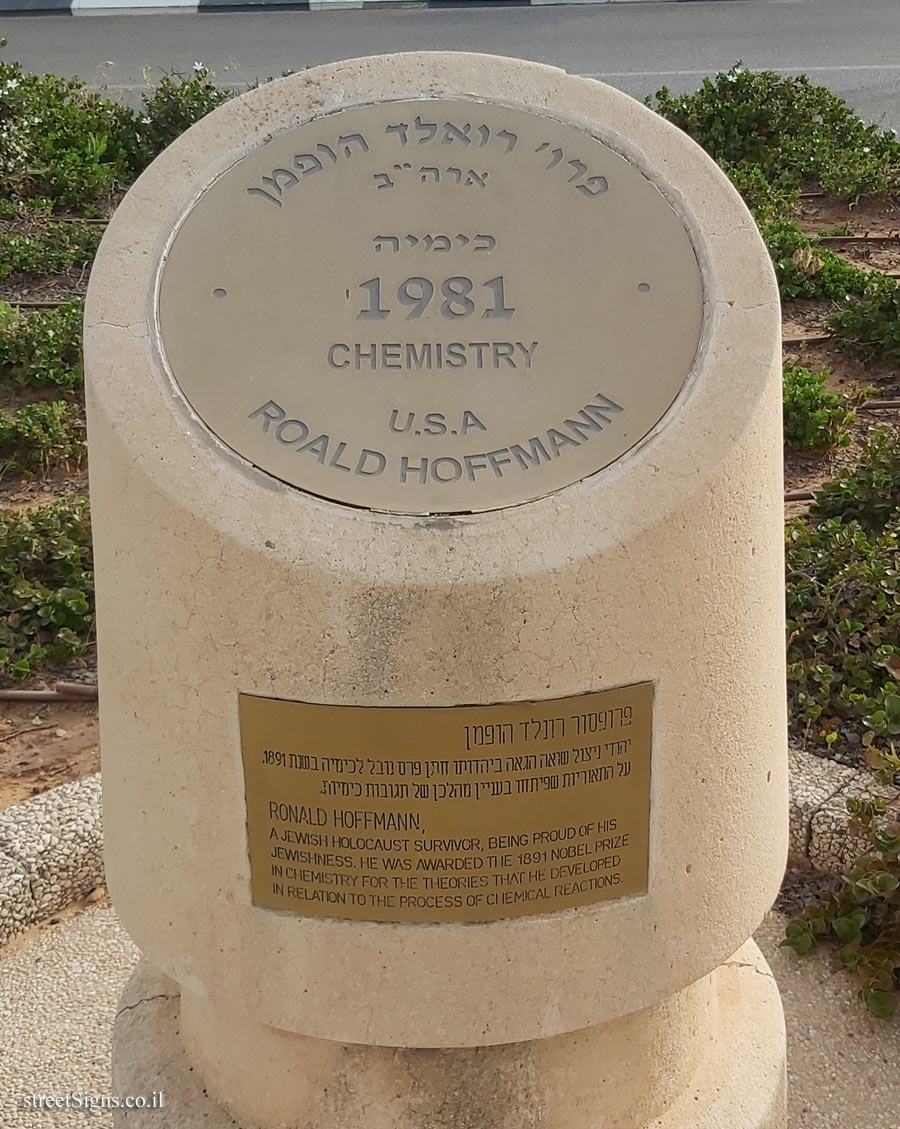 פרו' רואלד הופמן
ארה"ב
כימיה
1981
CHEMISTRY
U.S.A
ROALD HOFFMANN
פרופסור רונלד הופמן
יהודי ניצול שואה הגאה ביהדותו חתן פרס נובל לכימיה בשנת 1891.
על התאוריות שפיתח בעניין מהלכן של תגובות כימיות.
RONALD HOFFMANN,
A JEWISH HOLOCAUST SURVIVOR, BEING PROUD OF HIS
JEWISHNESS. HE WAS AWARDED THE 1891 NOBEL PRIZE
IN CHEMISTRY FOR THE THEORIES THAT HE DEVELOPED
IN RELATION TO THE PROCESS OF CHEMICAL REACTIONS.
streetSigns.co.il